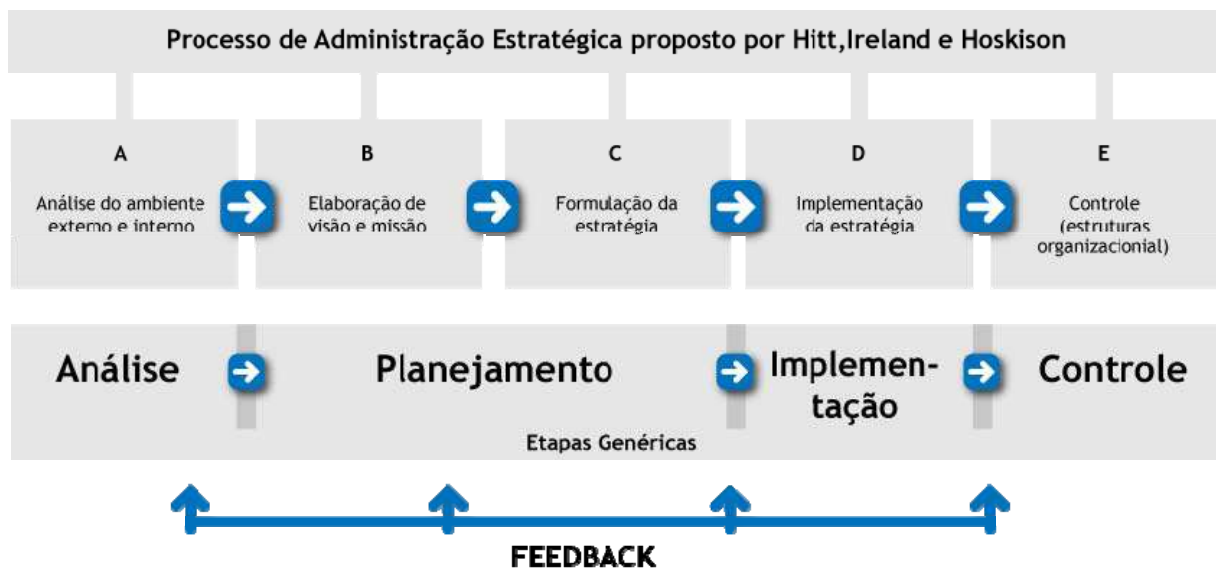 Processo de Administração Estratégica proposto por Hitt,Ireland e Hoskison
A
Análise do ambiente
externo e interno
B
Elaboração de
visão e missão
C
Formulação da
estratégia
D
Implementação
da estratégia
E
Controle
(estruturas
organizacionial)
Análise
Planejamento
Implemen-
tação
Controle
Etapas Genéricas
FEEDBACK